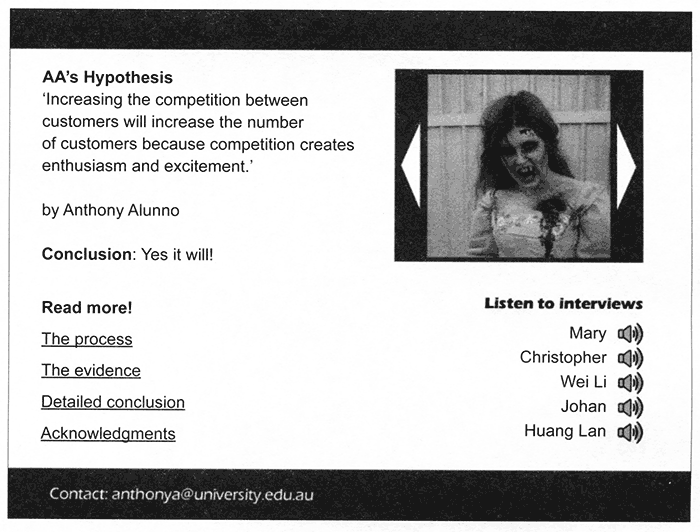 AA's Hypothesis
'Increasing the competition between
customers will increase the number
of customers because competition creates
enthusiasm and excitement.'
by Anthony Alunno
Conclusion: Yes it will!
Read more!
The process
The evidence
Detailed conclusion
Acknowledgments
Listen to interviews
Mary
Christopher
Wei Li
Johan
Huang Lan
Contact: anthonya@university.edu.au